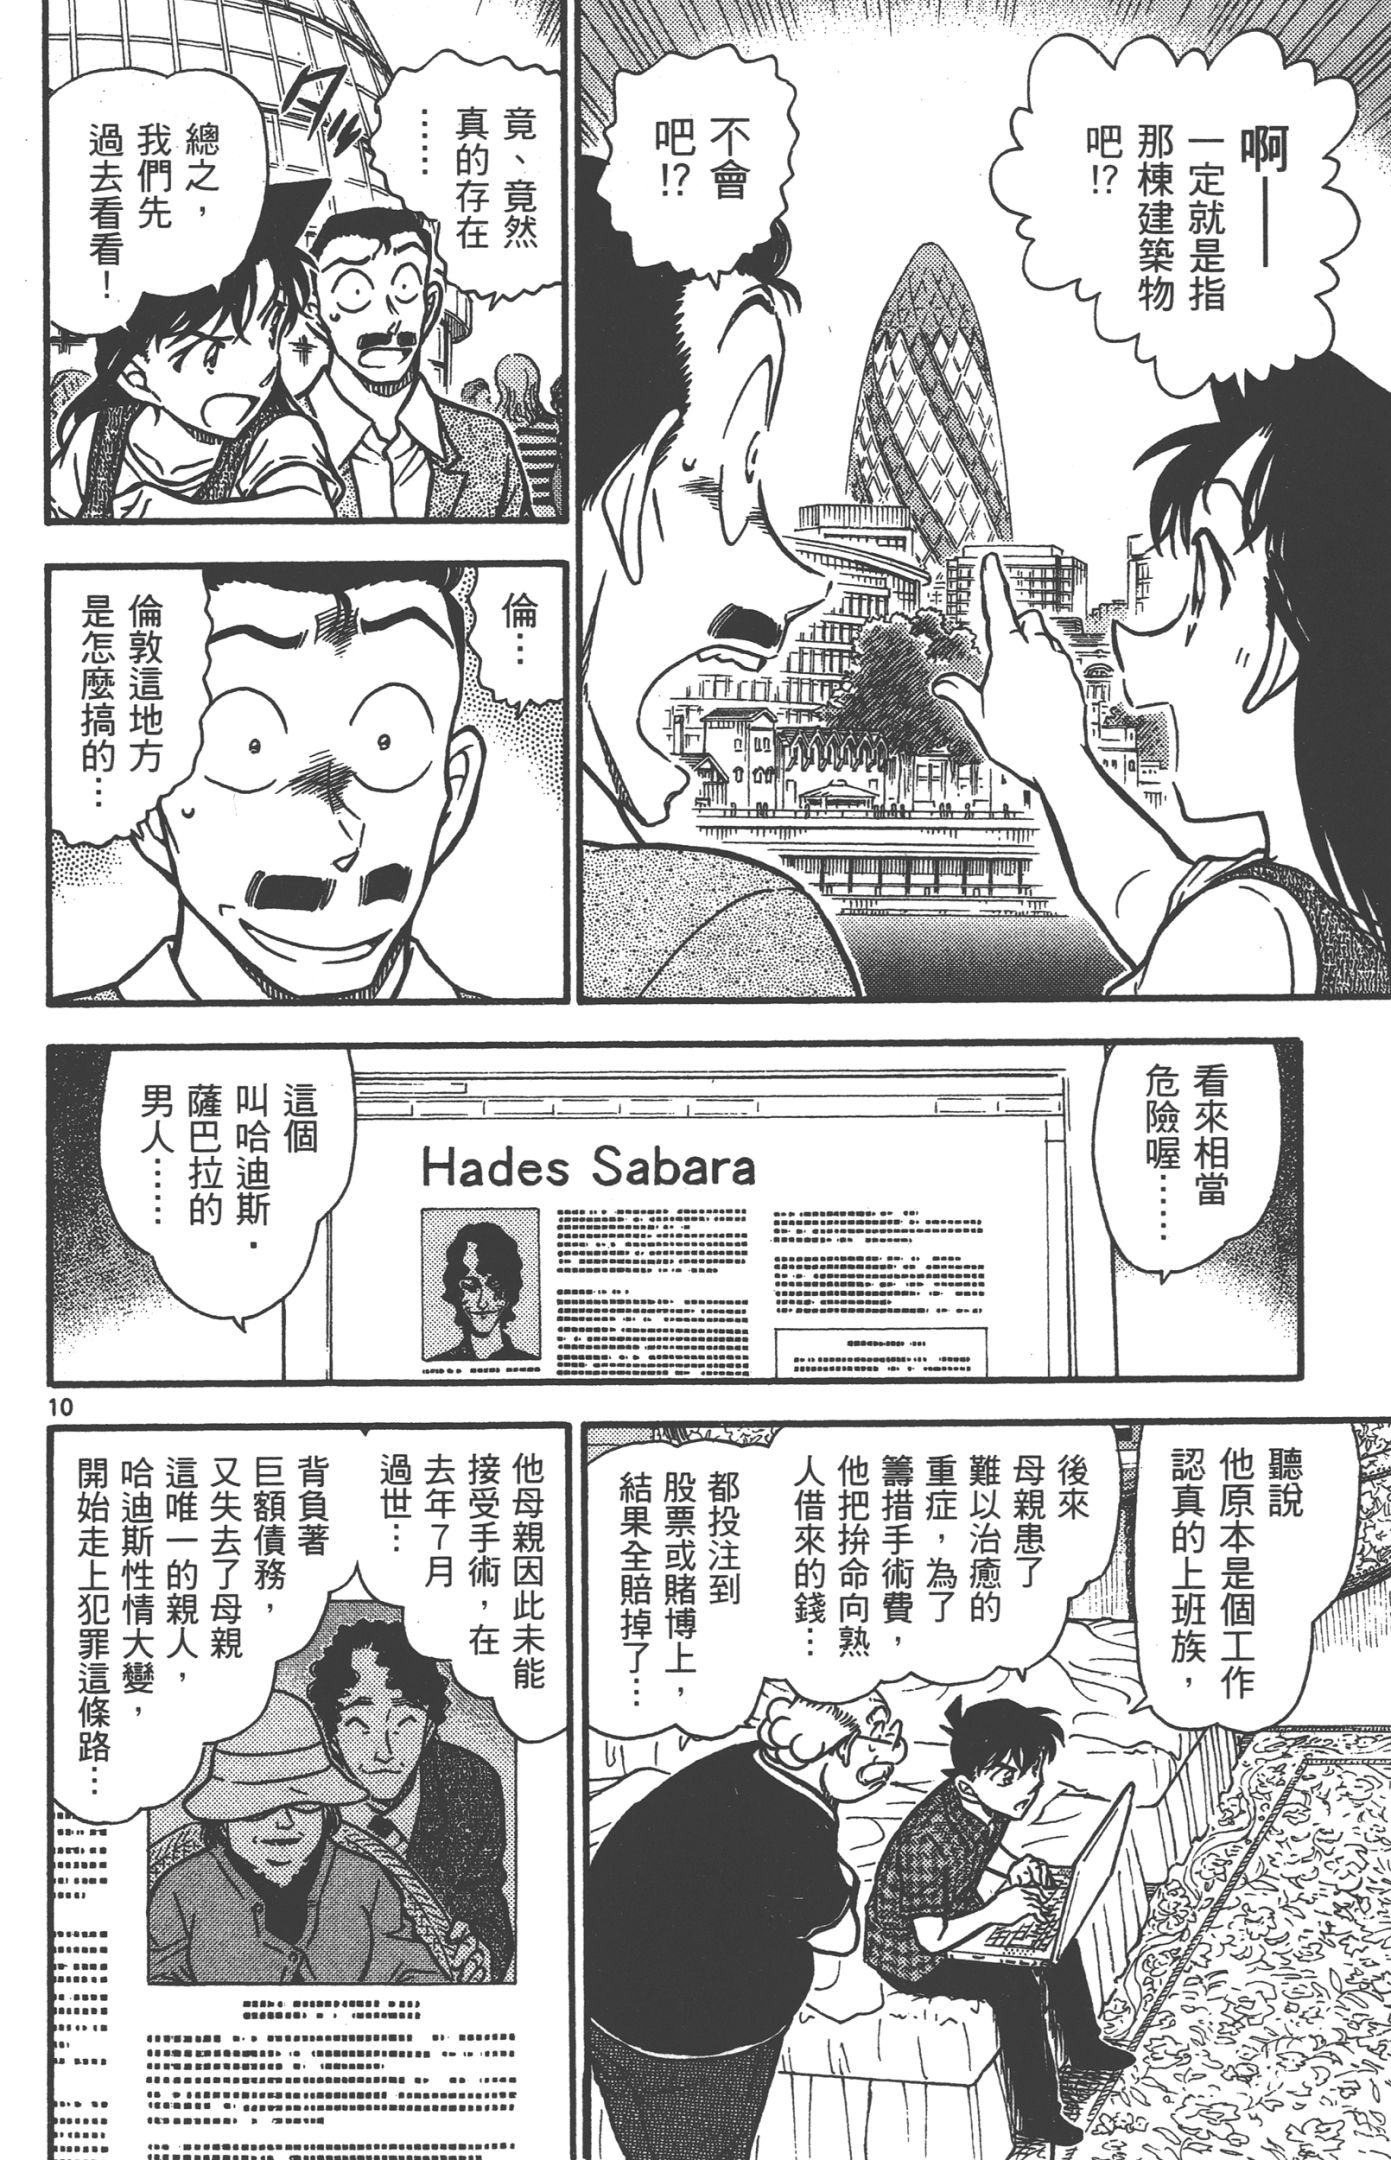 啊——
一定就是指
那棟建築物
吧!?
不會
吧!?
竟、竟然
真的存在
……
總之，
我們先
過去看看！
倫…
倫敦這地方
是怎麼搞的…
看來相當
危險喔……
Hades Sabara
這個
叫哈迪斯·
薩巴拉的
男人……
10
聽說
他原本是個工作
認真的上班族，
後來
母親患了
難以治癒的
重症，為了
籌措手術費，
他把拚命向熟
人借來的錢…
都投注到
股票或賭博上，
結果全賠掉了…
他母親因此未能
接受手術，在
去年7月
過世…
背負著
巨額債務，
又失去了母親
這唯一的親人，
哈迪斯性情大變，
開始走上犯罪這條路…